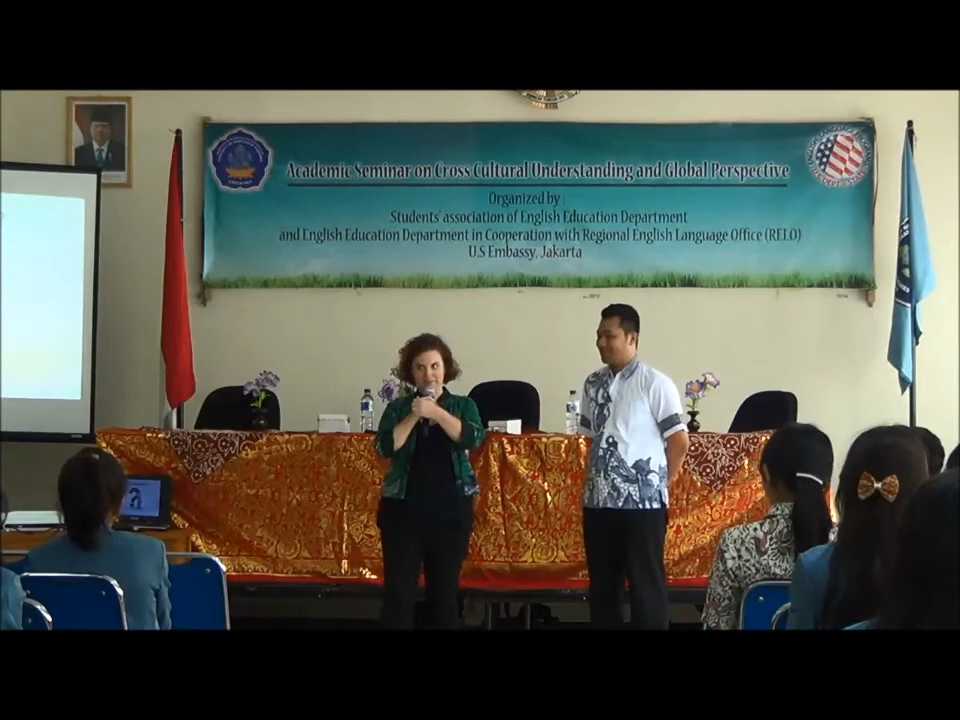 Academic Seminar on Cross Cultural Understanding and Global Perspective
Organized by :
Students' association of English Education Department
and English Education Department in Cooperation with Regional English Language Office (RELO)
U.S Embassy, Jakarta